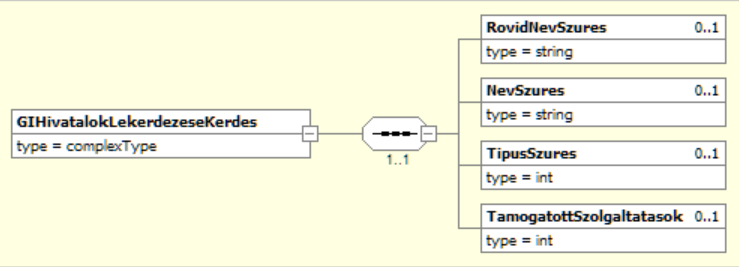 RovidNevSzures 0..1
type = string
NevSzures 0..1
type = string
GIHivatalokLekerdezeseKerdes
type = complexType
1..1
TipusSzures 0..1
type = int
TamogatottSzolgaltatasok 0..1
type = int